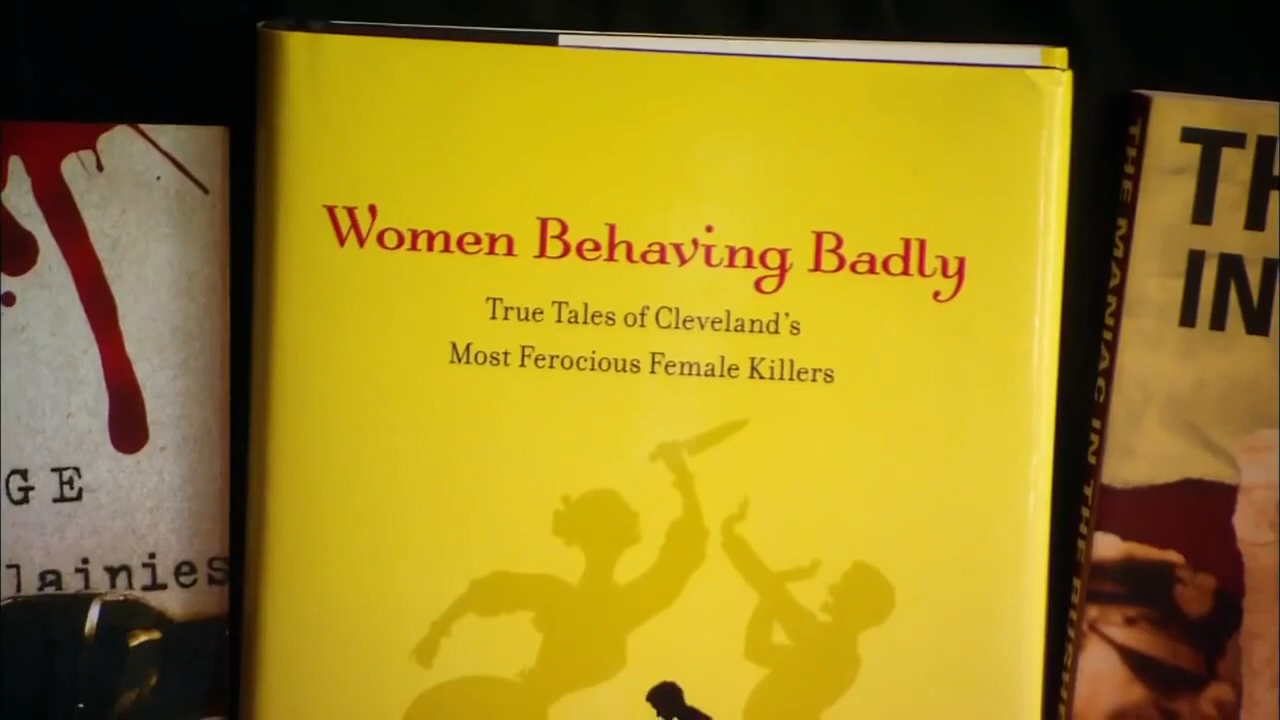 GE
lainies
Women Behaving Badly
True Tales of Cleveland's
Most Ferocious Female Killers
THE MANIAC IN THE BUSHE
TH
IN